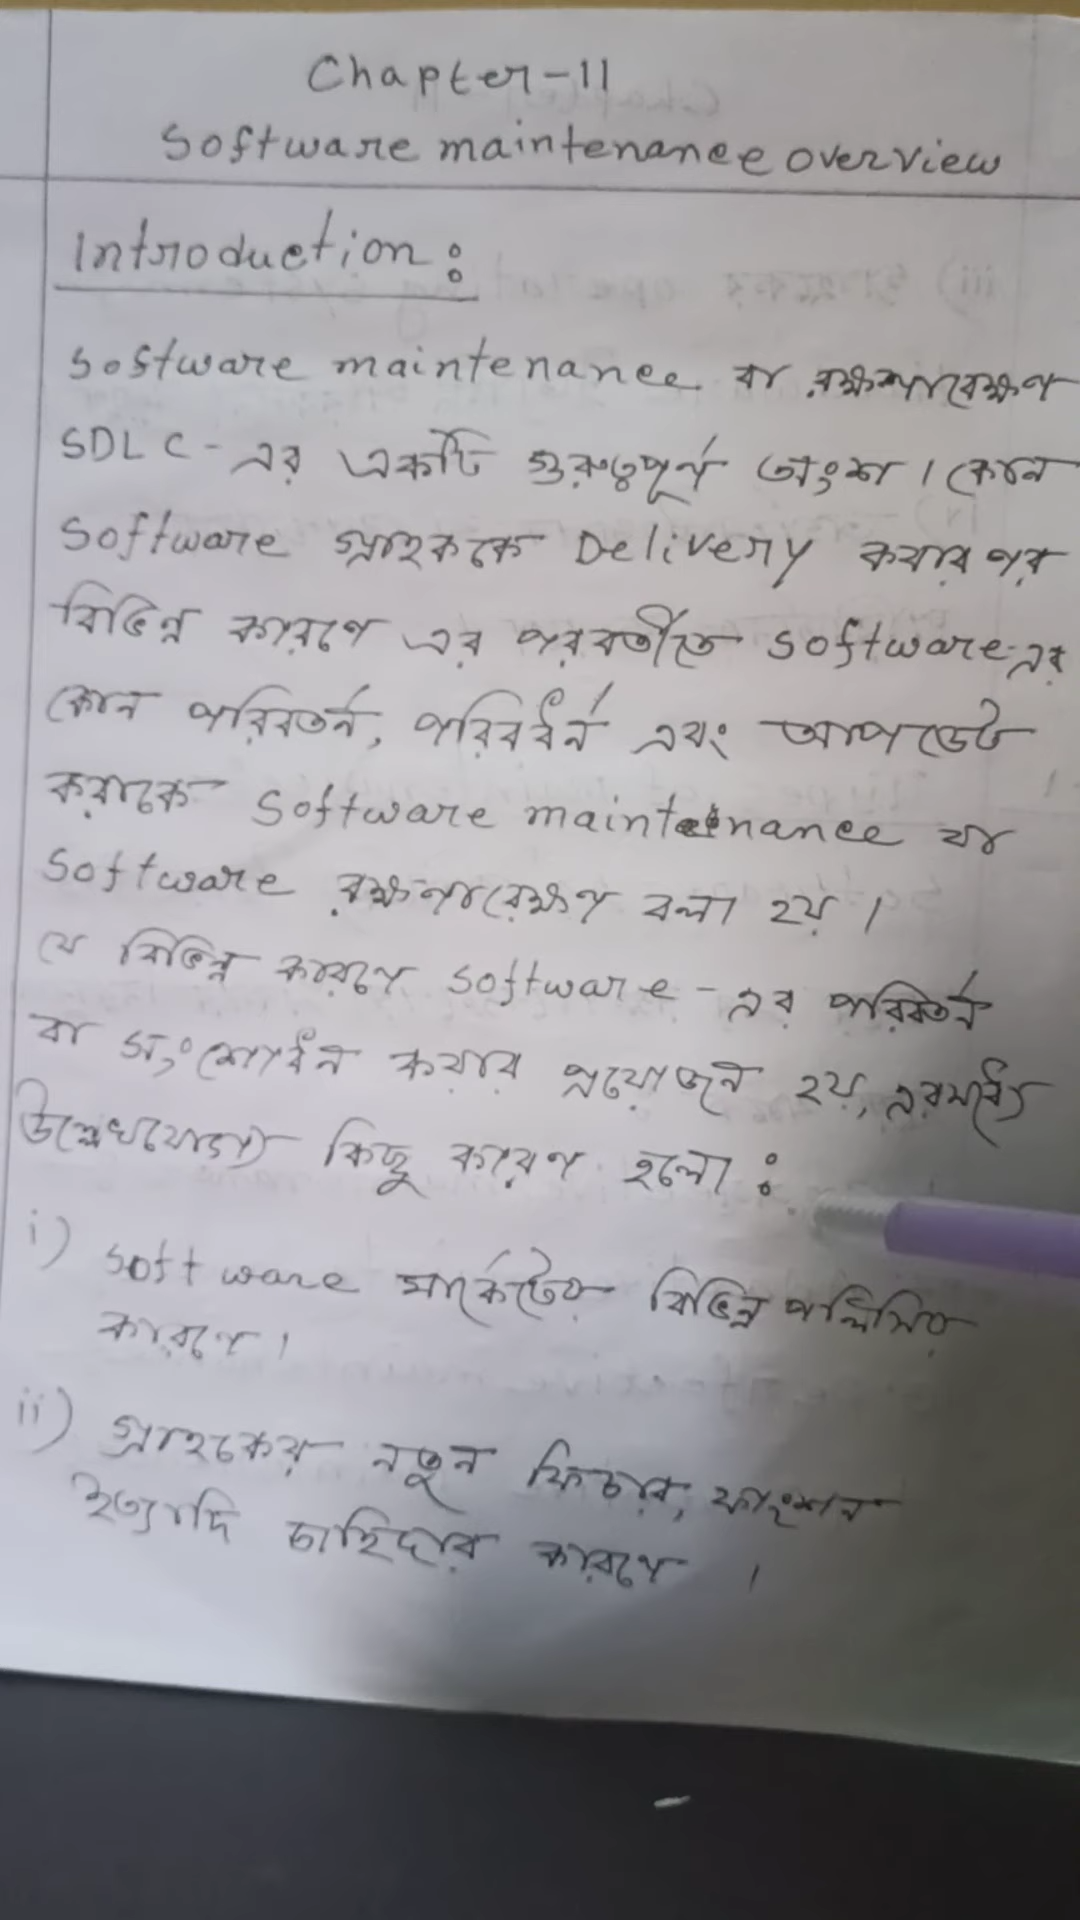 Chapter-11
Software maintenance overview
Introduction :
Software maintenance বা রক্ষণাবেক্ষণ
SDLC - এর একটি গুরুত্বপূর্ণ অংশ । কোন
Software গ্রাহককে Delivery করার পর
বিভিন্ন কারণে এর পরবর্তীতে Software-এর
কোন পরিবর্তন, পরিবর্ধন এবং আপডেট
করাকে Software maintenance বা
Software রক্ষণাবেক্ষণ বলা হয় ।
যে বিভিন্ন কারণে Software - এর পরিবর্তন
বা সংশোধন করার প্রয়োজন হয়, এরমধ্যে
উল্লেখযোগ্য কিছু কারণ হলো :
i) Software মার্কেটের বিভিন্ন পলিসির
কারণে ।
ii) গ্রাহকের নতুন ফিচার, ফাংশন
ইত্যাদি চাহিদার কারণে ।